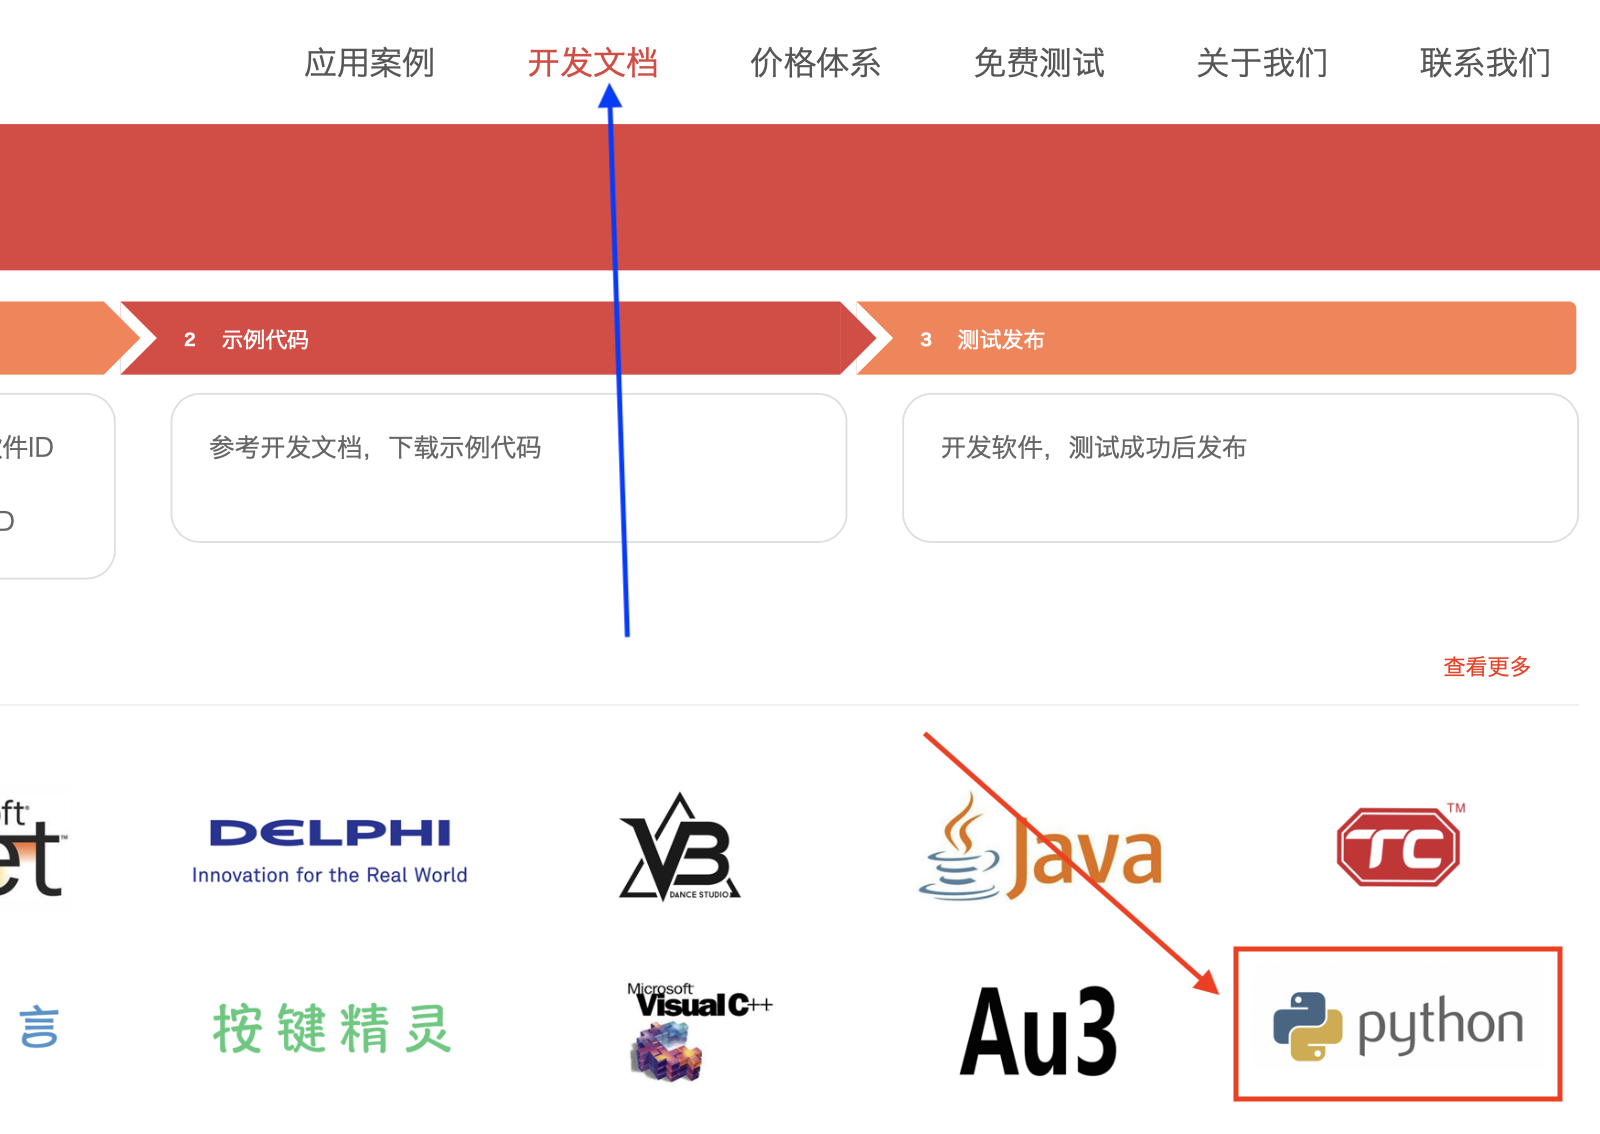 应用案例 开发文档 价格体系 免费测试 关于我们 联系我们
2 示例代码 3 测试发布
件ID 参考开发文档，下载示例代码 开发软件，测试成功后发布
D
查看更多
oft
et™
DELPHI
Innovation for the Real World
VB
DANCE STUDIO
Java
TC™
言
按键精灵
Microsoft
Visual C++
Au3
python